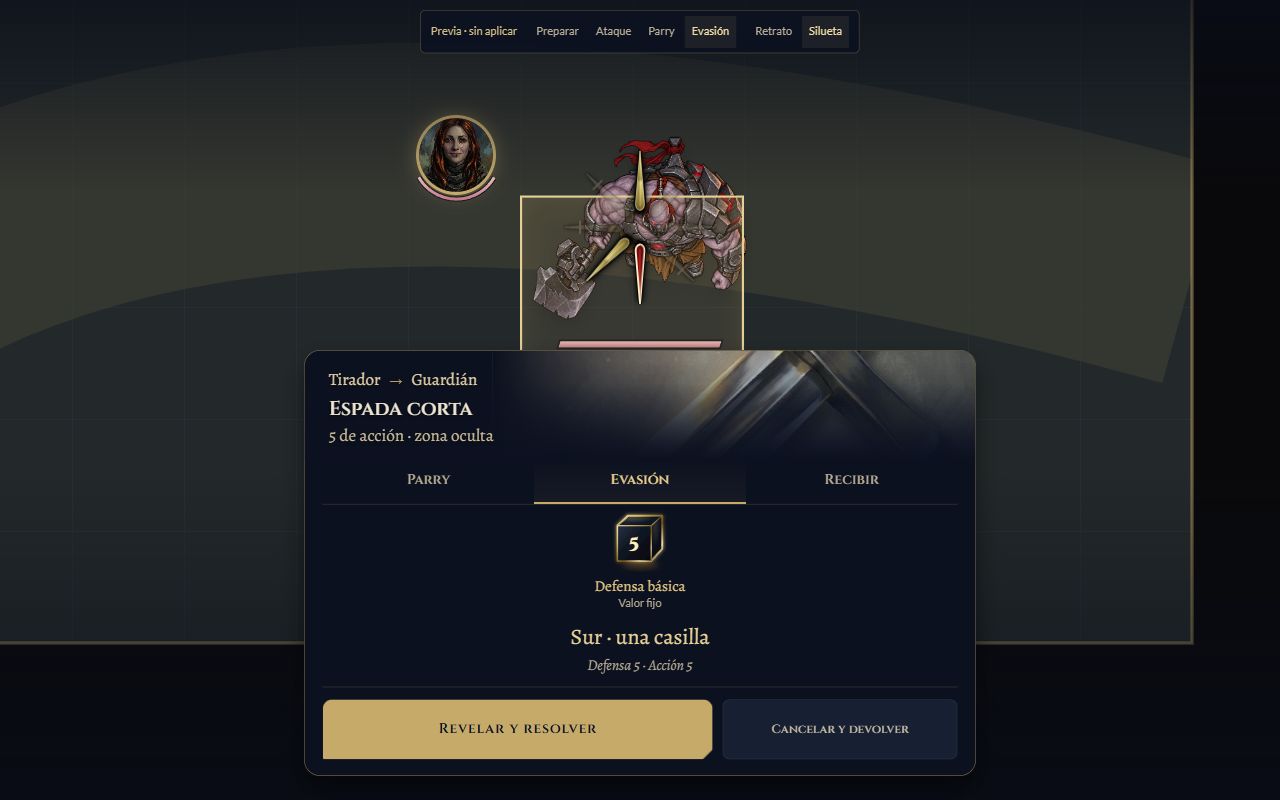 Previa · sin aplicar Preparar Ataque Parry Evasión Retrato Silueta
Tirador → Guardián
Espada corta
5 de acción · zona oculta
Parry Evasión Recibir
5
Defensa básica
Valor fijo
Sur · una casilla
Defensa 5 · Acción 5
Revelar y resolver Cancelar y devolver